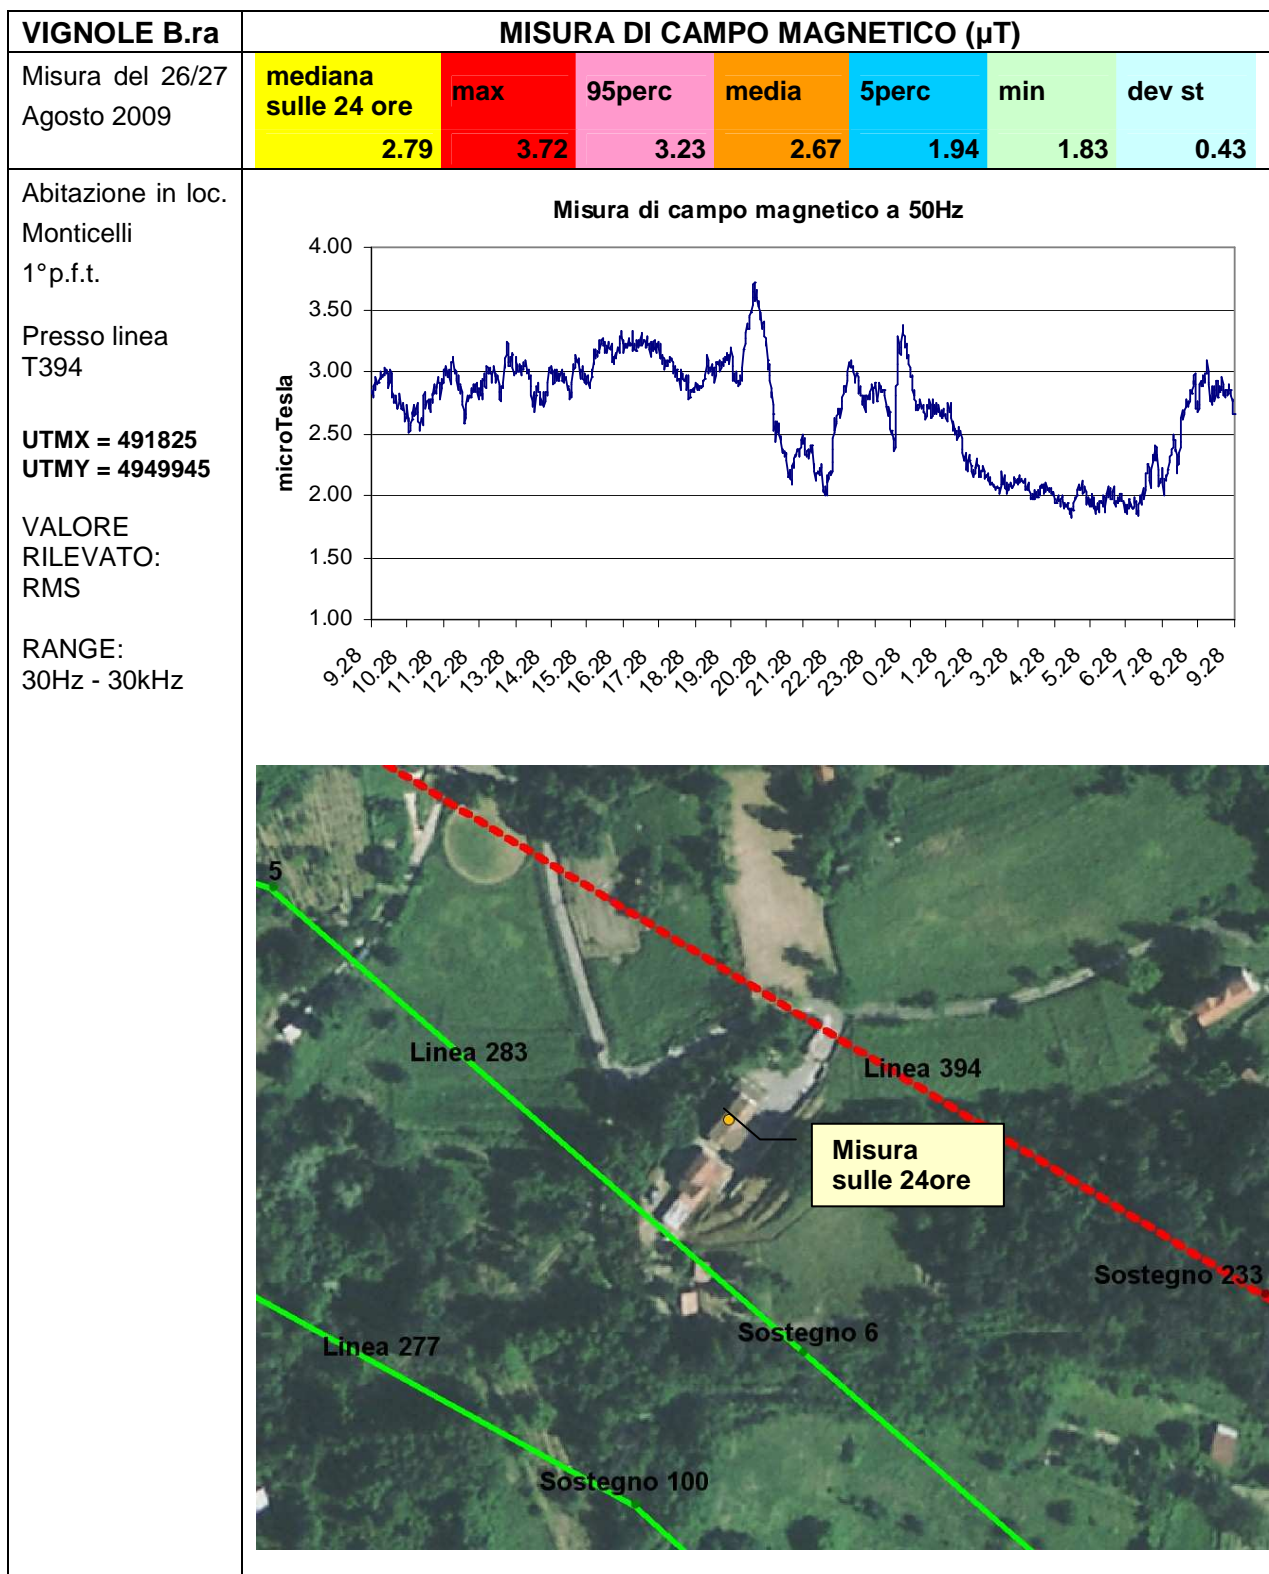 VIGNOLE B.ra
MISURA DI CAMPO MAGNETICO (µT)
Misura del 26/27
Agosto 2009
mediana
sulle 24 ore
max
95perc
media
5perc
min
dev st
2.79
3.72
3.23
2.67
1.94
1.83
0.43
Abitazione in loc.
Monticelli
1°p.f.t.
Presso linea
T394
UTMX = 491825
UTMY = 4949945
VALORE
RILEVATO:
RMS
RANGE:
30Hz - 30kHz
Misura di campo magnetico a 50Hz
microTesla
4.00
3.50
3.00
2.50
2.00
1.50
1.00
9.28
10.28
11.28
12.28
13.28
14.28
15.28
16.28
17.28
18.28
19.28
20.28
21.28
22.28
23.28
0.28
1.28
2.28
3.28
4.28
5.28
6.28
7.28
8.28
9.28
5
Linea 283
Linea 394
Misura
sulle 24ore
Sostegno 233
Sostegno 6
Linea 277
Sostegno 100